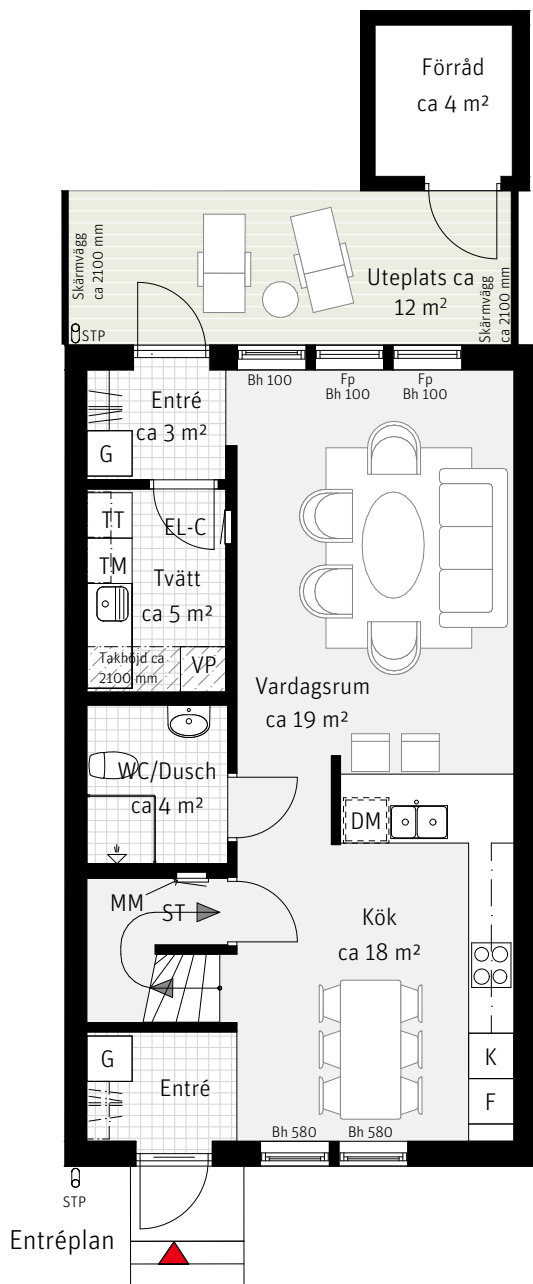 Förråd
ca 4 m²
Skärmvägg
ca 2100 mm
Uteplats ca
12 m²
Skärmvägg
ca 2100 mm
STP
Bh 100
Fp
Bh 100
Fp
Bh 100
Entré
ca 3 m²
G
TT
EL-C
TM
Tvätt
ca 5 m²
Takhöjd ca
2100 mm
VP
Vardagsrum
ca 19 m²
WC/Dusch
ca 4 m²
DM
MM
ST
Kök
ca 18 m²
G
Entré
K
F
Bh 580
Bh 580
STP
Entréplan